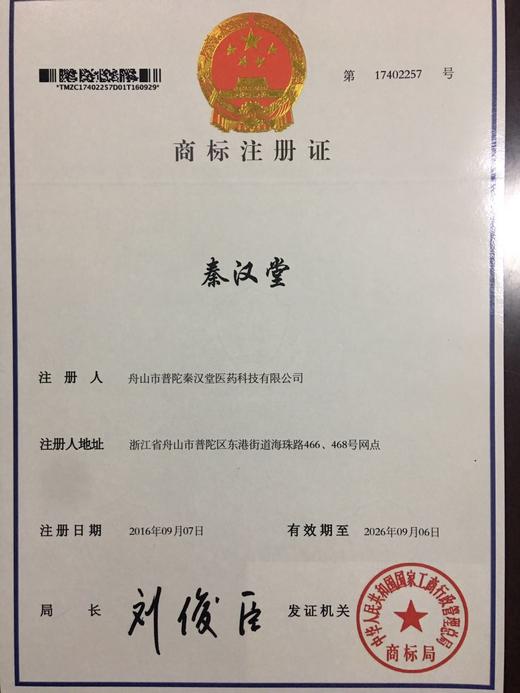 第 17402257 号
*TMZC17402257D01T160929*
商标注册证
秦汉堂
注册人 舟山市普陀秦汉堂医药科技有限公司
注册人地址 浙江省舟山市普陀区东港街道海珠路466、468号网点
注册日期 2016年09月07日 有效期至 2026年09月06日
局长 刘俊臣 发证机关
中华人民共和国国家工商行政管理总局
商标局